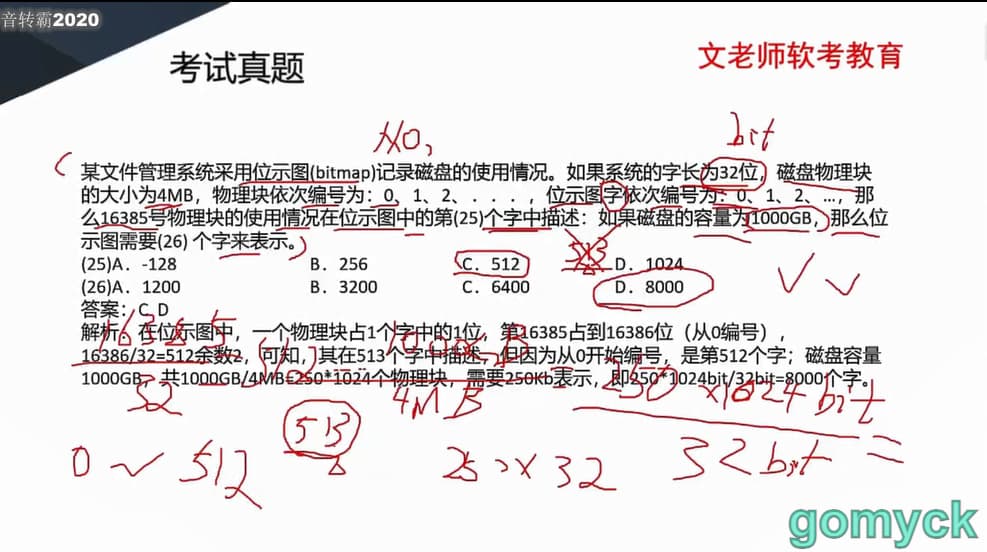 音转霸2020
考试真题
文老师软考教育
NO,
bit
某文件管理系统采用位示图(bitmap)记录磁盘的使用情况。如果系统的字长为32位，磁盘物理块
的大小为4MB，物理块依次编号为：0、1、2、．．．．，位示图字依次编号为：0、1、2、…，那
么16385号物理块的使用情况在位示图中的第(25)个字中描述：如果磁盘的容量为1000GB，那么位
示图需要(26) 个字来表示。
513
(25)A．-128 B．256 C．512 D．1024
(26)A．1200 B．3200 C．6400 D．8000
答案：C D
解析：在位示图中，一个物理块占1个字中的1位，第16385占到16386位（从0编号），
16386/32=512余数2，可知，其在513个字中描述，但因为从0开始编号，是第512个字；磁盘容量
1000GB，共1000GB/4MB=250*1024个物理块，需要250Kb表示，即250*1024bit/32bit=8000个字。
16385
32
512
1000GB
4MB
=
250×1024bit
32bit
=
513
0
512
250×32
gomyck